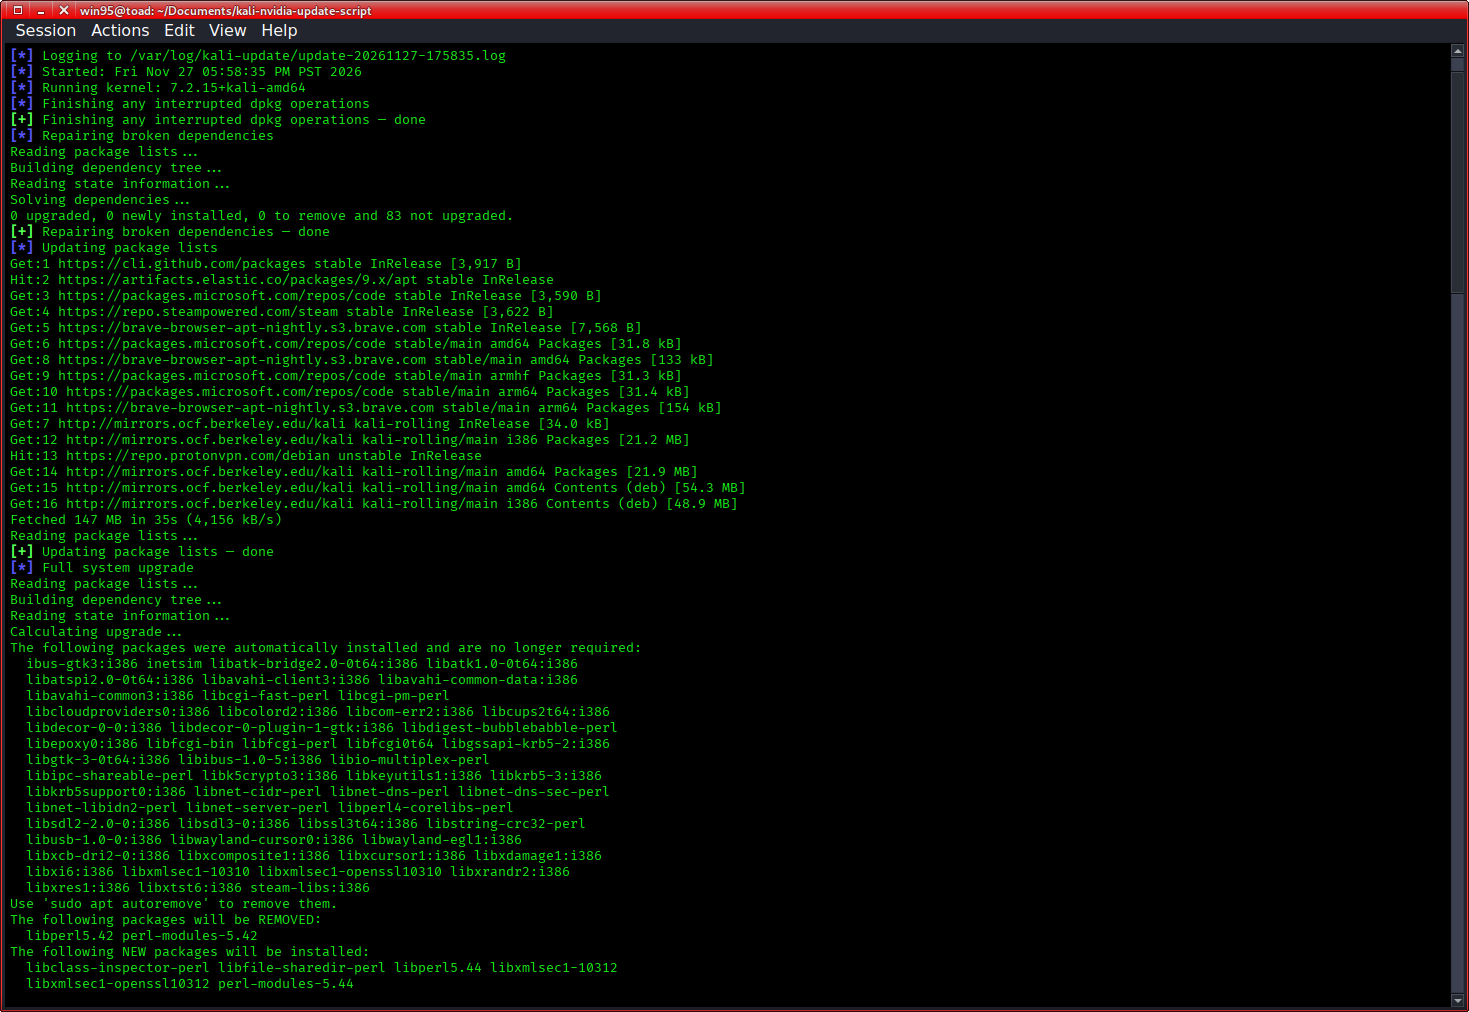 win95@toad: ~/Documents/kali-nvidia-update-script
Session Actions Edit View Help
[*] Logging to /var/log/kali-update/update-20261127-175835.log
[*] Started: Fri Nov 27 05:58:35 PM PST 2026
[*] Running kernel: 7.2.15+kali-amd64
[*] Finishing any interrupted dpkg operations
[+] Finishing any interrupted dpkg operations — done
[*] Repairing broken dependencies
Reading package lists...
Building dependency tree...
Reading state information...
Solving dependencies...
0 upgraded, 0 newly installed, 0 to remove and 83 not upgraded.
[+] Repairing broken dependencies — done
[*] Updating package lists
Get:1 https://cli.github.com/packages stable InRelease [3,917 B]
Hit:2 https://artifacts.elastic.co/packages/9.x/apt stable InRelease
Get:3 https://packages.microsoft.com/repos/code stable InRelease [3,590 B]
Get:4 https://repo.steampowered.com/steam stable InRelease [3,622 B]
Get:5 https://brave-browser-apt-nightly.s3.brave.com stable InRelease [7,568 B]
Get:6 https://packages.microsoft.com/repos/code stable/main amd64 Packages [31.8 kB]
Get:8 https://brave-browser-apt-nightly.s3.brave.com stable/main amd64 Packages [133 kB]
Get:9 https://packages.microsoft.com/repos/code stable/main armhf Packages [31.3 kB]
Get:10 https://packages.microsoft.com/repos/code stable/main arm64 Packages [31.4 kB]
Get:11 https://brave-browser-apt-nightly.s3.brave.com stable/main arm64 Packages [154 kB]
Get:7 http://mirrors.ocf.berkeley.edu/kali kali-rolling InRelease [34.0 kB]
Get:12 http://mirrors.ocf.berkeley.edu/kali kali-rolling/main i386 Packages [21.2 MB]
Hit:13 https://repo.protonvpn.com/debian unstable InRelease
Get:14 http://mirrors.ocf.berkeley.edu/kali kali-rolling/main amd64 Packages [21.9 MB]
Get:15 http://mirrors.ocf.berkeley.edu/kali kali-rolling/main amd64 Contents (deb) [54.3 MB]
Get:16 http://mirrors.ocf.berkeley.edu/kali kali-rolling/main i386 Contents (deb) [48.9 MB]
Fetched 147 MB in 35s (4,156 kB/s)
Reading package lists...
[+] Updating package lists — done
[*] Full system upgrade
Reading package lists...
Building dependency tree...
Reading state information...
Calculating upgrade...
The following packages were automatically installed and are no longer required:
  ibus-gtk3:i386 inetsim libatk-bridge2.0-0t64:i386 libatk1.0-0t64:i386
  libatspi2.0-0t64:i386 libavahi-client3:i386 libavahi-common-data:i386
  libavahi-common3:i386 libcgi-fast-perl libcgi-pm-perl
  libcloudproviders0:i386 libcolord2:i386 libcom-err2:i386 libcups2t64:i386
  libdecor-0-0:i386 libdecor-0-plugin-1-gtk:i386 libdigest-bubblebabble-perl
  libepoxy0:i386 libfcgi-bin libfcgi-perl libfcgi0t64 libgssapi-krb5-2:i386
  libgtk-3-0t64:i386 libibus-1.0-5:i386 libio-multiplex-perl
  libipc-shareable-perl libk5crypto3:i386 libkeyutils1:i386 libkrb5-3:i386
  libkrb5support0:i386 libnet-cidr-perl libnet-dns-perl libnet-dns-sec-perl
  libnet-libidn2-perl libnet-server-perl libperl4-corelibs-perl
  libsdl2-2.0-0:i386 libsdl3-0:i386 libssl3t64:i386 libstring-crc32-perl
  libusb-1.0-0:i386 libwayland-cursor0:i386 libwayland-egl1:i386
  libxcb-dri2-0:i386 libxcomposite1:i386 libxcursor1:i386 libxdamage1:i386
  libxi6:i386 libxmlsec1-10310 libxmlsec1-openssl10310 libxrandr2:i386
  libxres1:i386 libxtst6:i386 steam-libs:i386
Use 'sudo apt autoremove' to remove them.
The following packages will be REMOVED:
  libperl5.42 perl-modules-5.42
The following NEW packages will be installed:
  libclass-inspector-perl libfile-sharedir-perl libperl5.44 libxmlsec1-10312
  libxmlsec1-openssl10312 perl-modules-5.44